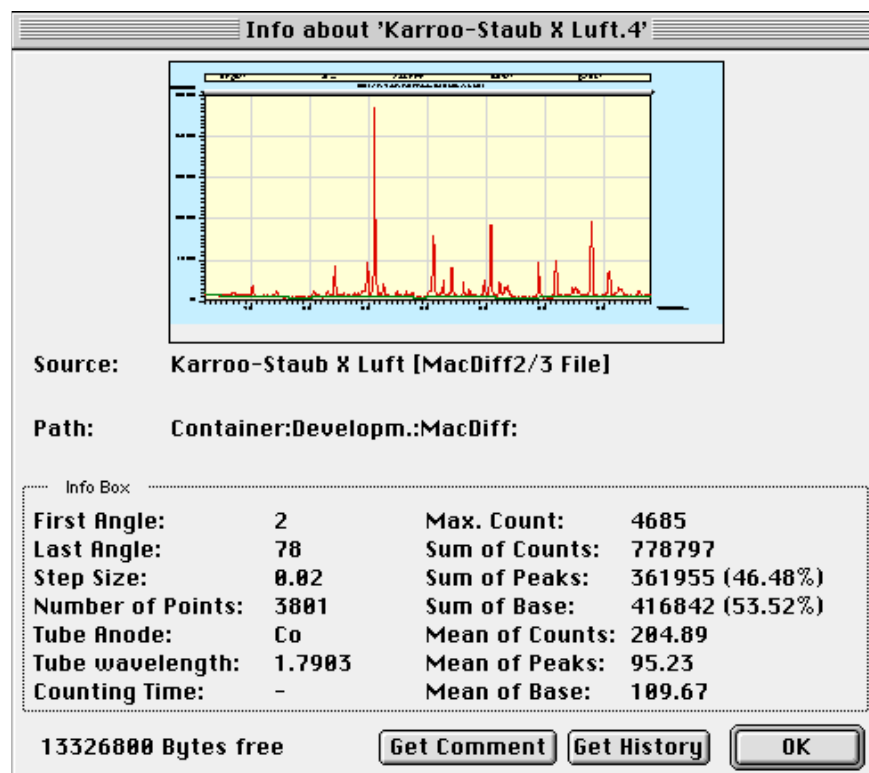 Info about 'Karroo-Staub X Luft.4'
Source: Karroo-Staub X Luft [MacDiff2/3 File]
Path: Container:Developm.:MacDiff:
Info Box
First Angle: 2 Max. Count: 4685
Last Angle: 78 Sum of Counts: 778797
Step Size: 0.02 Sum of Peaks: 361955 (46.48%)
Number of Points: 3801 Sum of Base: 416842 (53.52%)
Tube Anode: Co Mean of Counts: 204.89
Tube wavelength: 1.7903 Mean of Peaks: 95.23
Counting Time: - Mean of Base: 109.67
13326800 Bytes free Get Comment Get History OK